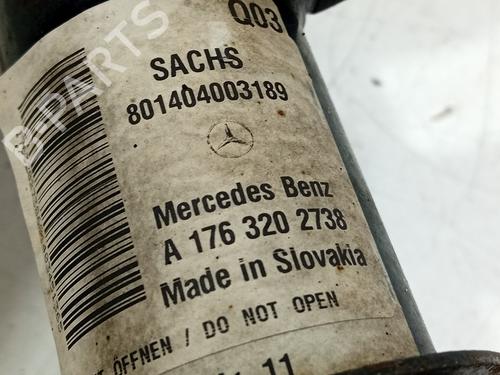 Q03
SACHS
801404003189
Mercedes Benz
A 176 320 2738
Made in Slovakia
ÖFFNEN / DO NOT OPEN
11
B-PARTS